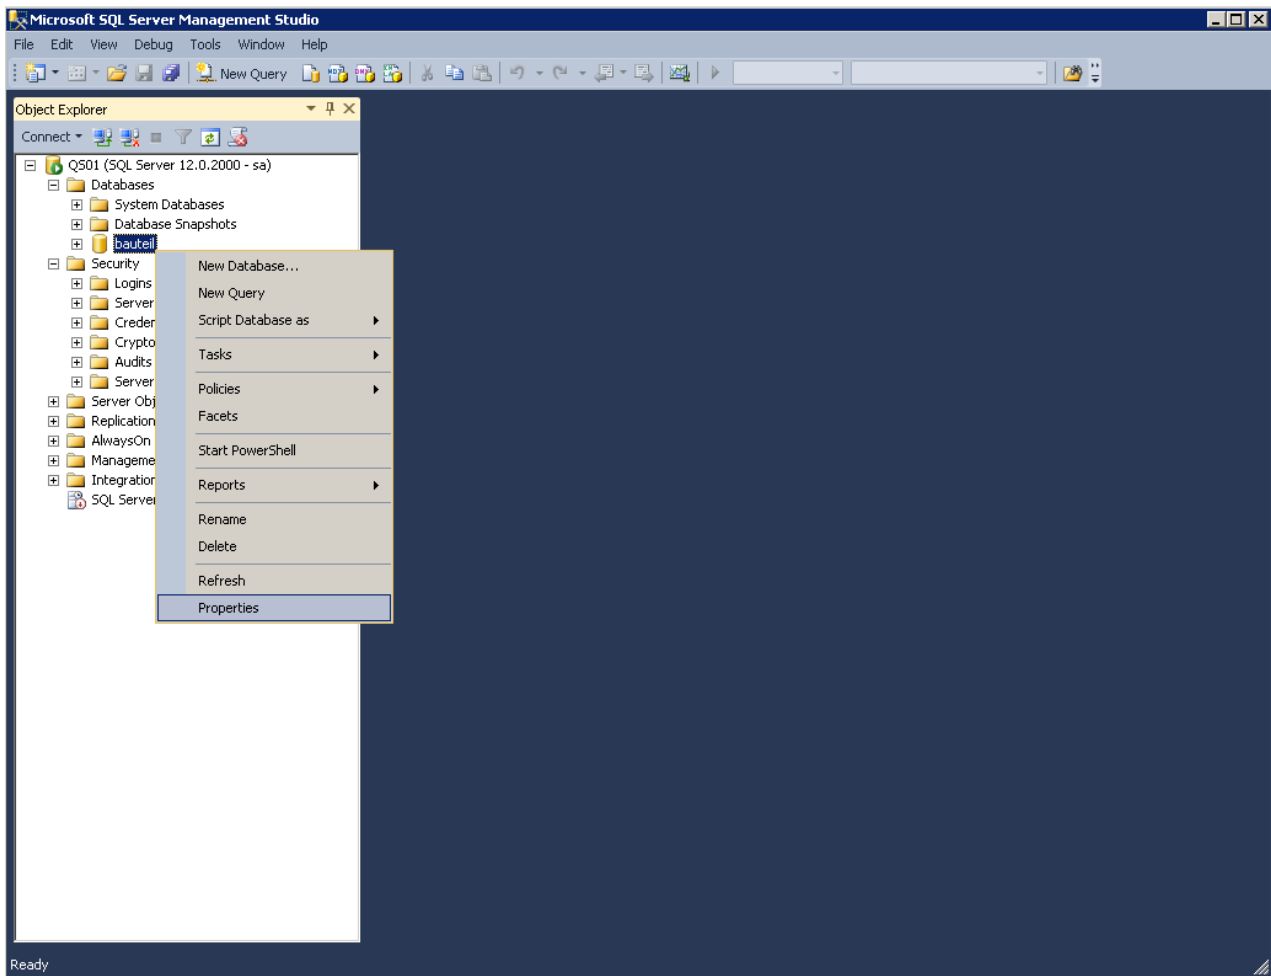 Microsoft SQL Server Management Studio
File Edit View Debug Tools Window Help
New Query
Object Explorer
Connect
QS01 (SQL Server 12.0.2000 - sa)
Databases
System Databases
Database Snapshots
bauteil
Security
Logins
Server
Creder
Crypto
Audits
Server
Server Obj
Replication
AlwaysOn
Manageme
Integration
SQL Server
New Database...
New Query
Script Database as
Tasks
Policies
Facets
Start PowerShell
Reports
Rename
Delete
Refresh
Properties
Ready